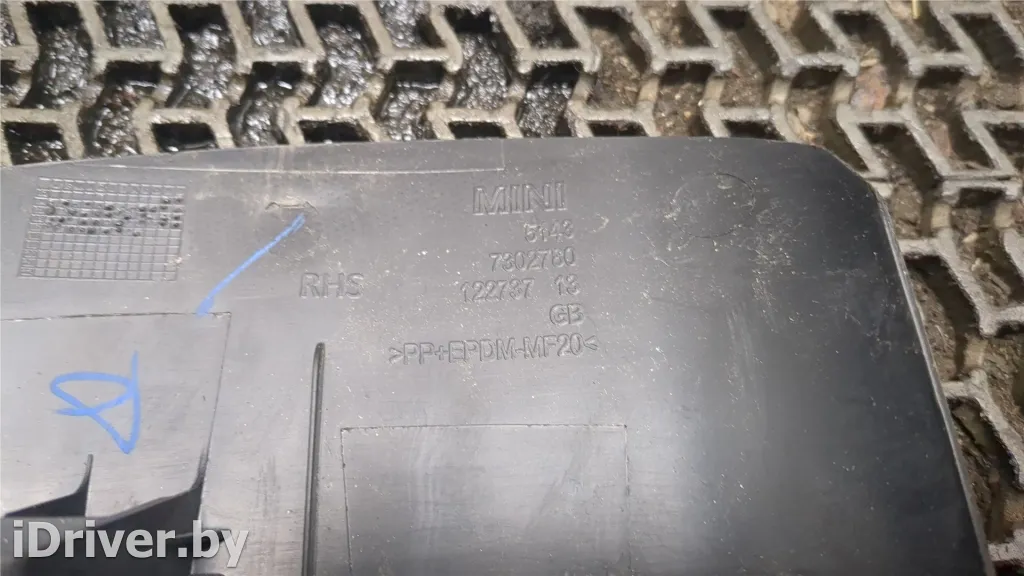 MINI
5143
7302760
RHS
122737 13
GB
>PP+EPDM-MF20<
iDriver.by